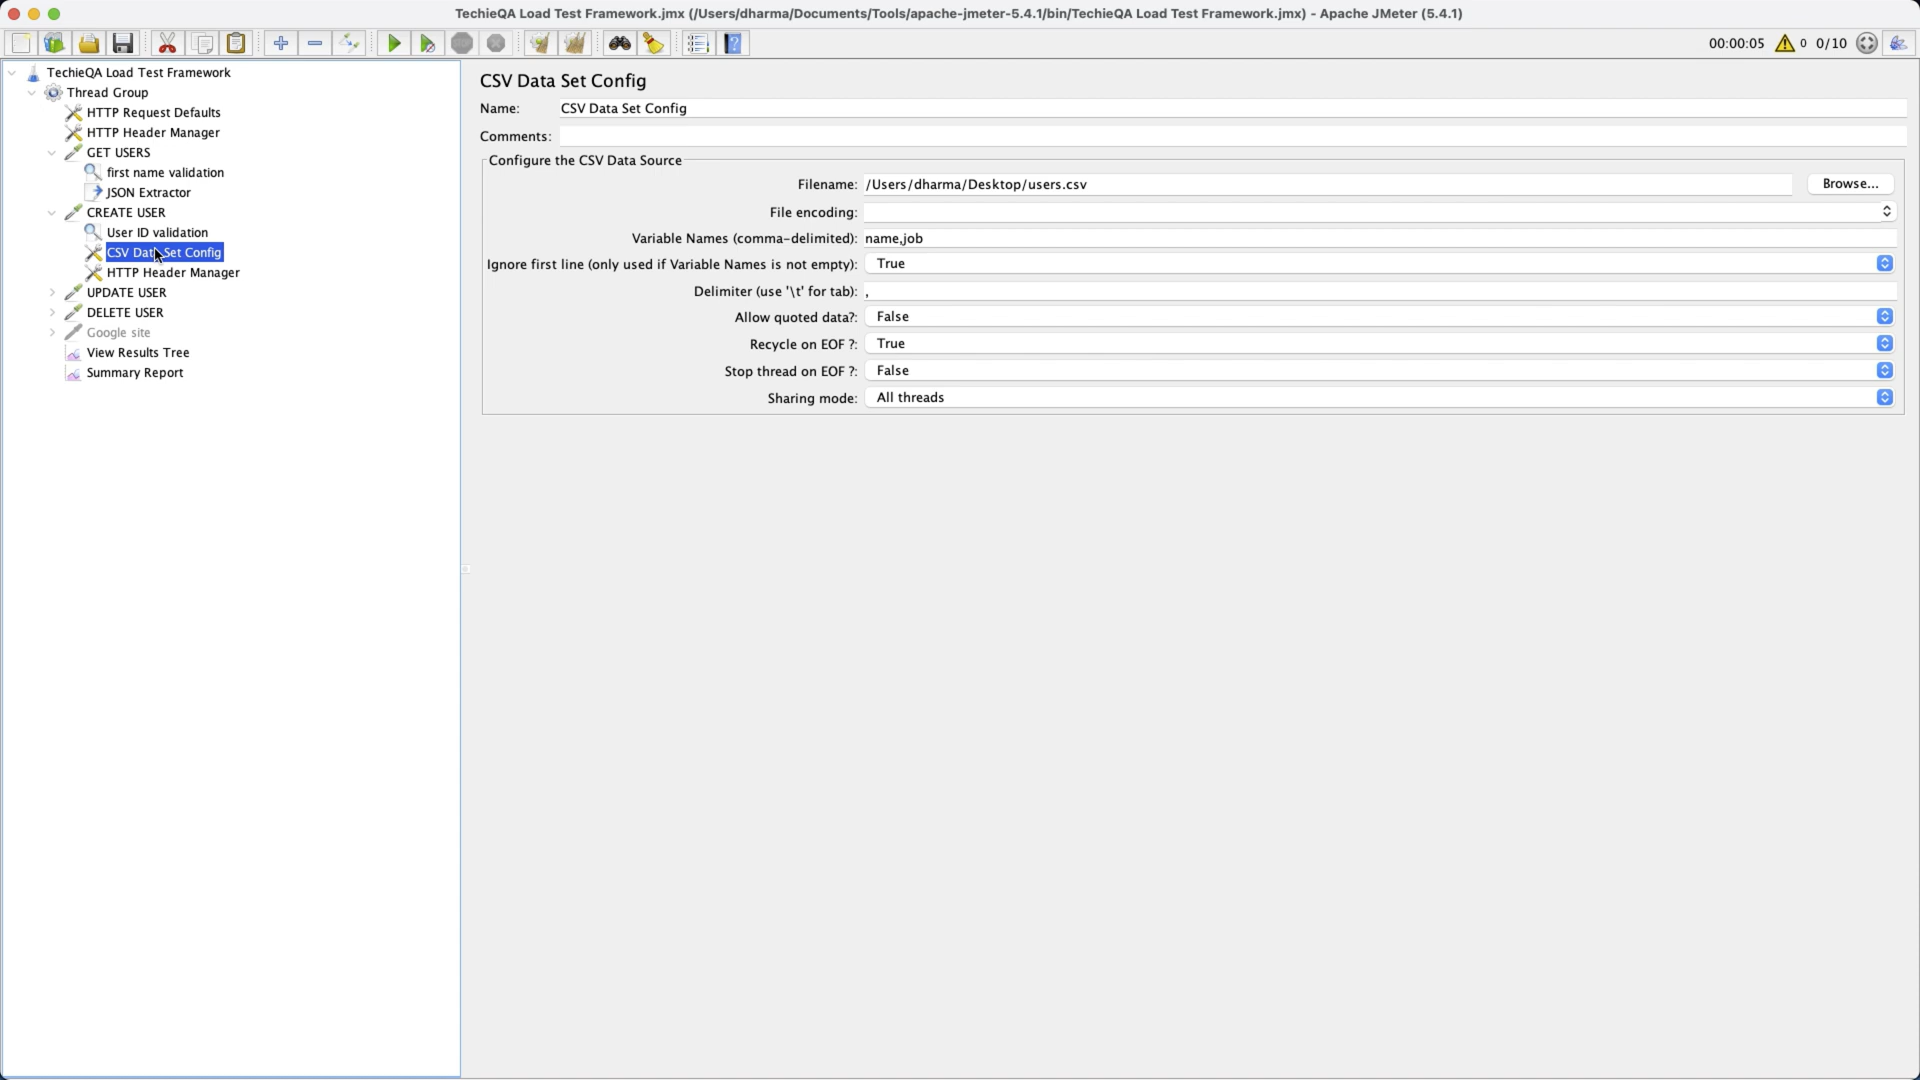 TechieQA Load Test Framework.jmx (/Users/dharma/Documents/Tools/apache-jmeter-5.4.1/bin/TechieQA Load Test Framework.jmx) - Apache JMeter (5.4.1)
00:00:05 0 0/10
TechieQA Load Test Framework
Thread Group
HTTP Request Defaults
HTTP Header Manager
GET USERS
first name validation
JSON Extractor
CREATE USER
User ID validation
CSV Data Set Config
HTTP Header Manager
UPDATE USER
DELETE USER
Google site
View Results Tree
Summary Report
CSV Data Set Config
Name: CSV Data Set Config
Comments:
Configure the CSV Data Source
Filename: /Users/dharma/Desktop/users.csv Browse...
File encoding:
Variable Names (comma-delimited): name,job
Ignore first line (only used if Variable Names is not empty): True
Delimiter (use '\t' for tab): ,
Allow quoted data?: False
Recycle on EOF ?: True
Stop thread on EOF ?: False
Sharing mode: All threads